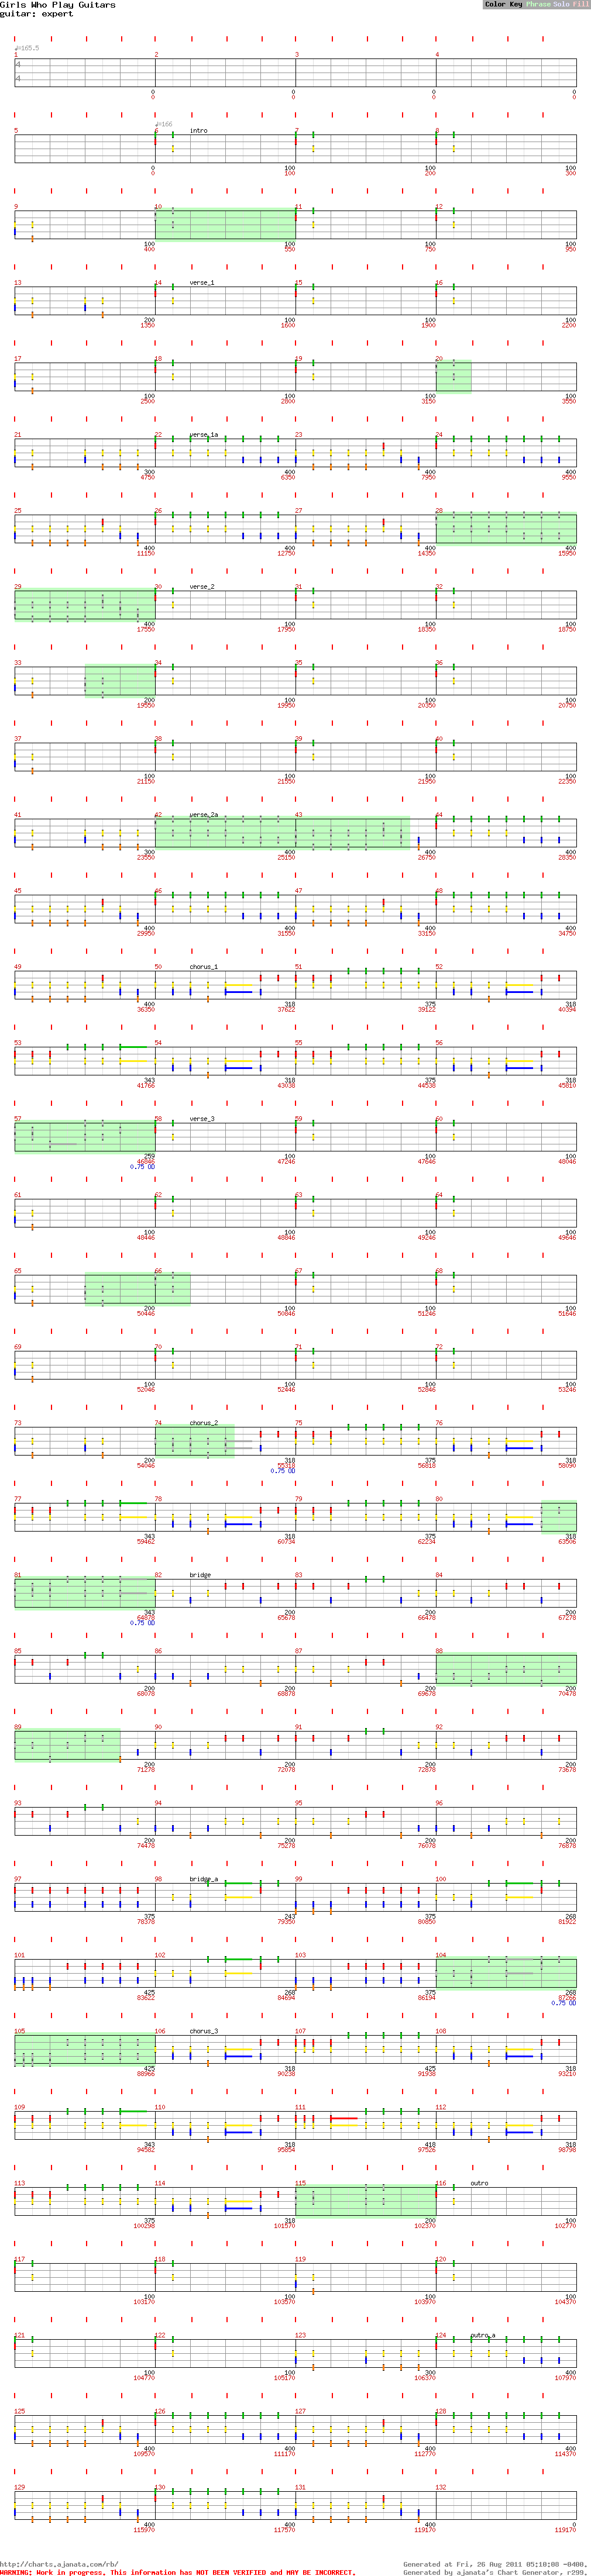 Girls Who Play Guitars
guitar: expert
Color Key Phrase Solo Fill
♩=165.5
1 2 3 4
4
4
0 0 0 0
0 0 0 0
♩=166
5 6 intro 7 8
100 100 100
0 100 200 300
9 10 11 12
100 150 200 200
400 550 750 950
13 14 verse_1 15 16
200 100
1350 1600 1900 2200
17 18 19 20
100 100 100 100
2500 2800 3150 3550
21 22 verse_1a 23 24
300 400 400 400
4750 6350 7950 9550
25 26 27 28
400 400 400 400
11150 12750 14350 15950
29 30 verse_2 31 32
400 100 100 100
17550 17950 18350 18750
33 34 35 36
200 100 100 100
19550 19950 20350 20750
37 38 39 40
100 100 100 100
21150 21550 21950 22350
41 42 verse_2a 43 44
300 400 400 400
23550 25150 26750 28350
45 46 47 48
400 400 400 400
29950 31550 33150 34750
49 50 chorus_1 51 52
400 318 375 318
36350 37622 39122 40394
53 54 55 56
343 318 375 318
41766 43038 44538 45810
57 58 verse_3 59 60
259 100 100 100
46846 47246 47646 48046
0.75 OD
61 62 63 64
100 100 100 100
48446 48846 49246 49646
65 66 67 68
200 100 100 100
50446 50846 51246 51646
69 70 71 72
100 100 100 100
52046 52446 52846 53246
73 74 chorus_2 75 76
200 318 375 318
54046 55318 56818 58090
0.75 OD
77 78 79 80
343 318 375 318
59462 60734 62234 63506
81 82 bridge 83 84
343 200 200 200
64878 65678 66478 67278
0.75 OD
85 86 87 88
200 200 200 200
68078 68878 69678 70478
89 90 91 92
200 200 200 200
71278 72078 72878 73678
93 94 95 96
200 200 200 200
74478 75278 76078 76878
97 98 bridge_a 99 100
375 243 375 268
78378 79350 80850 81922
101 102 103 104
425 268 375 268
83622 84694 86194 87266
0.75 OD
105 106 chorus_3 107 108
425 318 425 318
88966 90238 91938 93210
109 110 111 112
343 318 418 318
94582 95854 97526 98798
113 114 115 116 outro
375 318 200 100
100298 101570 102370 102770
117 118 119 120
100 100 100 100
103170 103570 103970 104370
121 122 123 124 outro_a
100 100 300 400
104770 105170 106370 107970
125 126 127 128
400 400 400 400
109570 111170 112770 114370
129 130 131 132
400 400 400 0
115970 117570 119170 119170
http://charts.ajanata.com/rb/
Generated at Fri, 26 Aug 2011 05:10:08 -0400.
WARNING: Work in progress. This information has NOT BEEN VERIFIED and MAY BE INCORRECT.
Generated by ajanata's Chart Generator, r299.